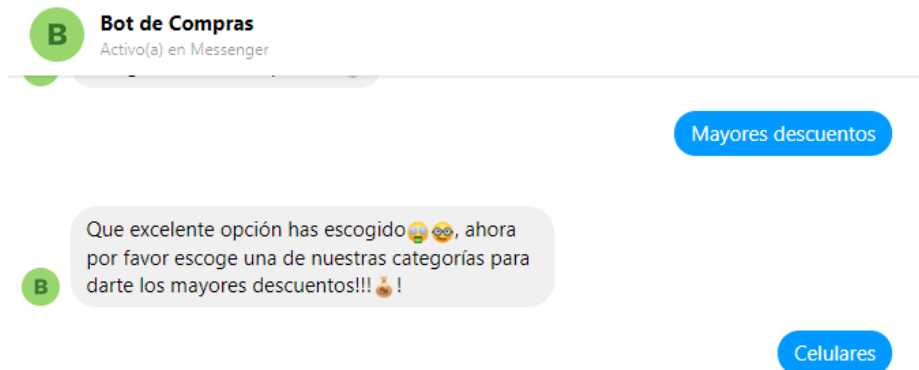 B
Bot de Compras
Activo(a) en Messenger
Mayores descuentos
Que excelente opción has escogido🤑🤓, ahora
por favor escoge una de nuestras categorías para
B
darte los mayores descuentos!!!💰!
Celulares